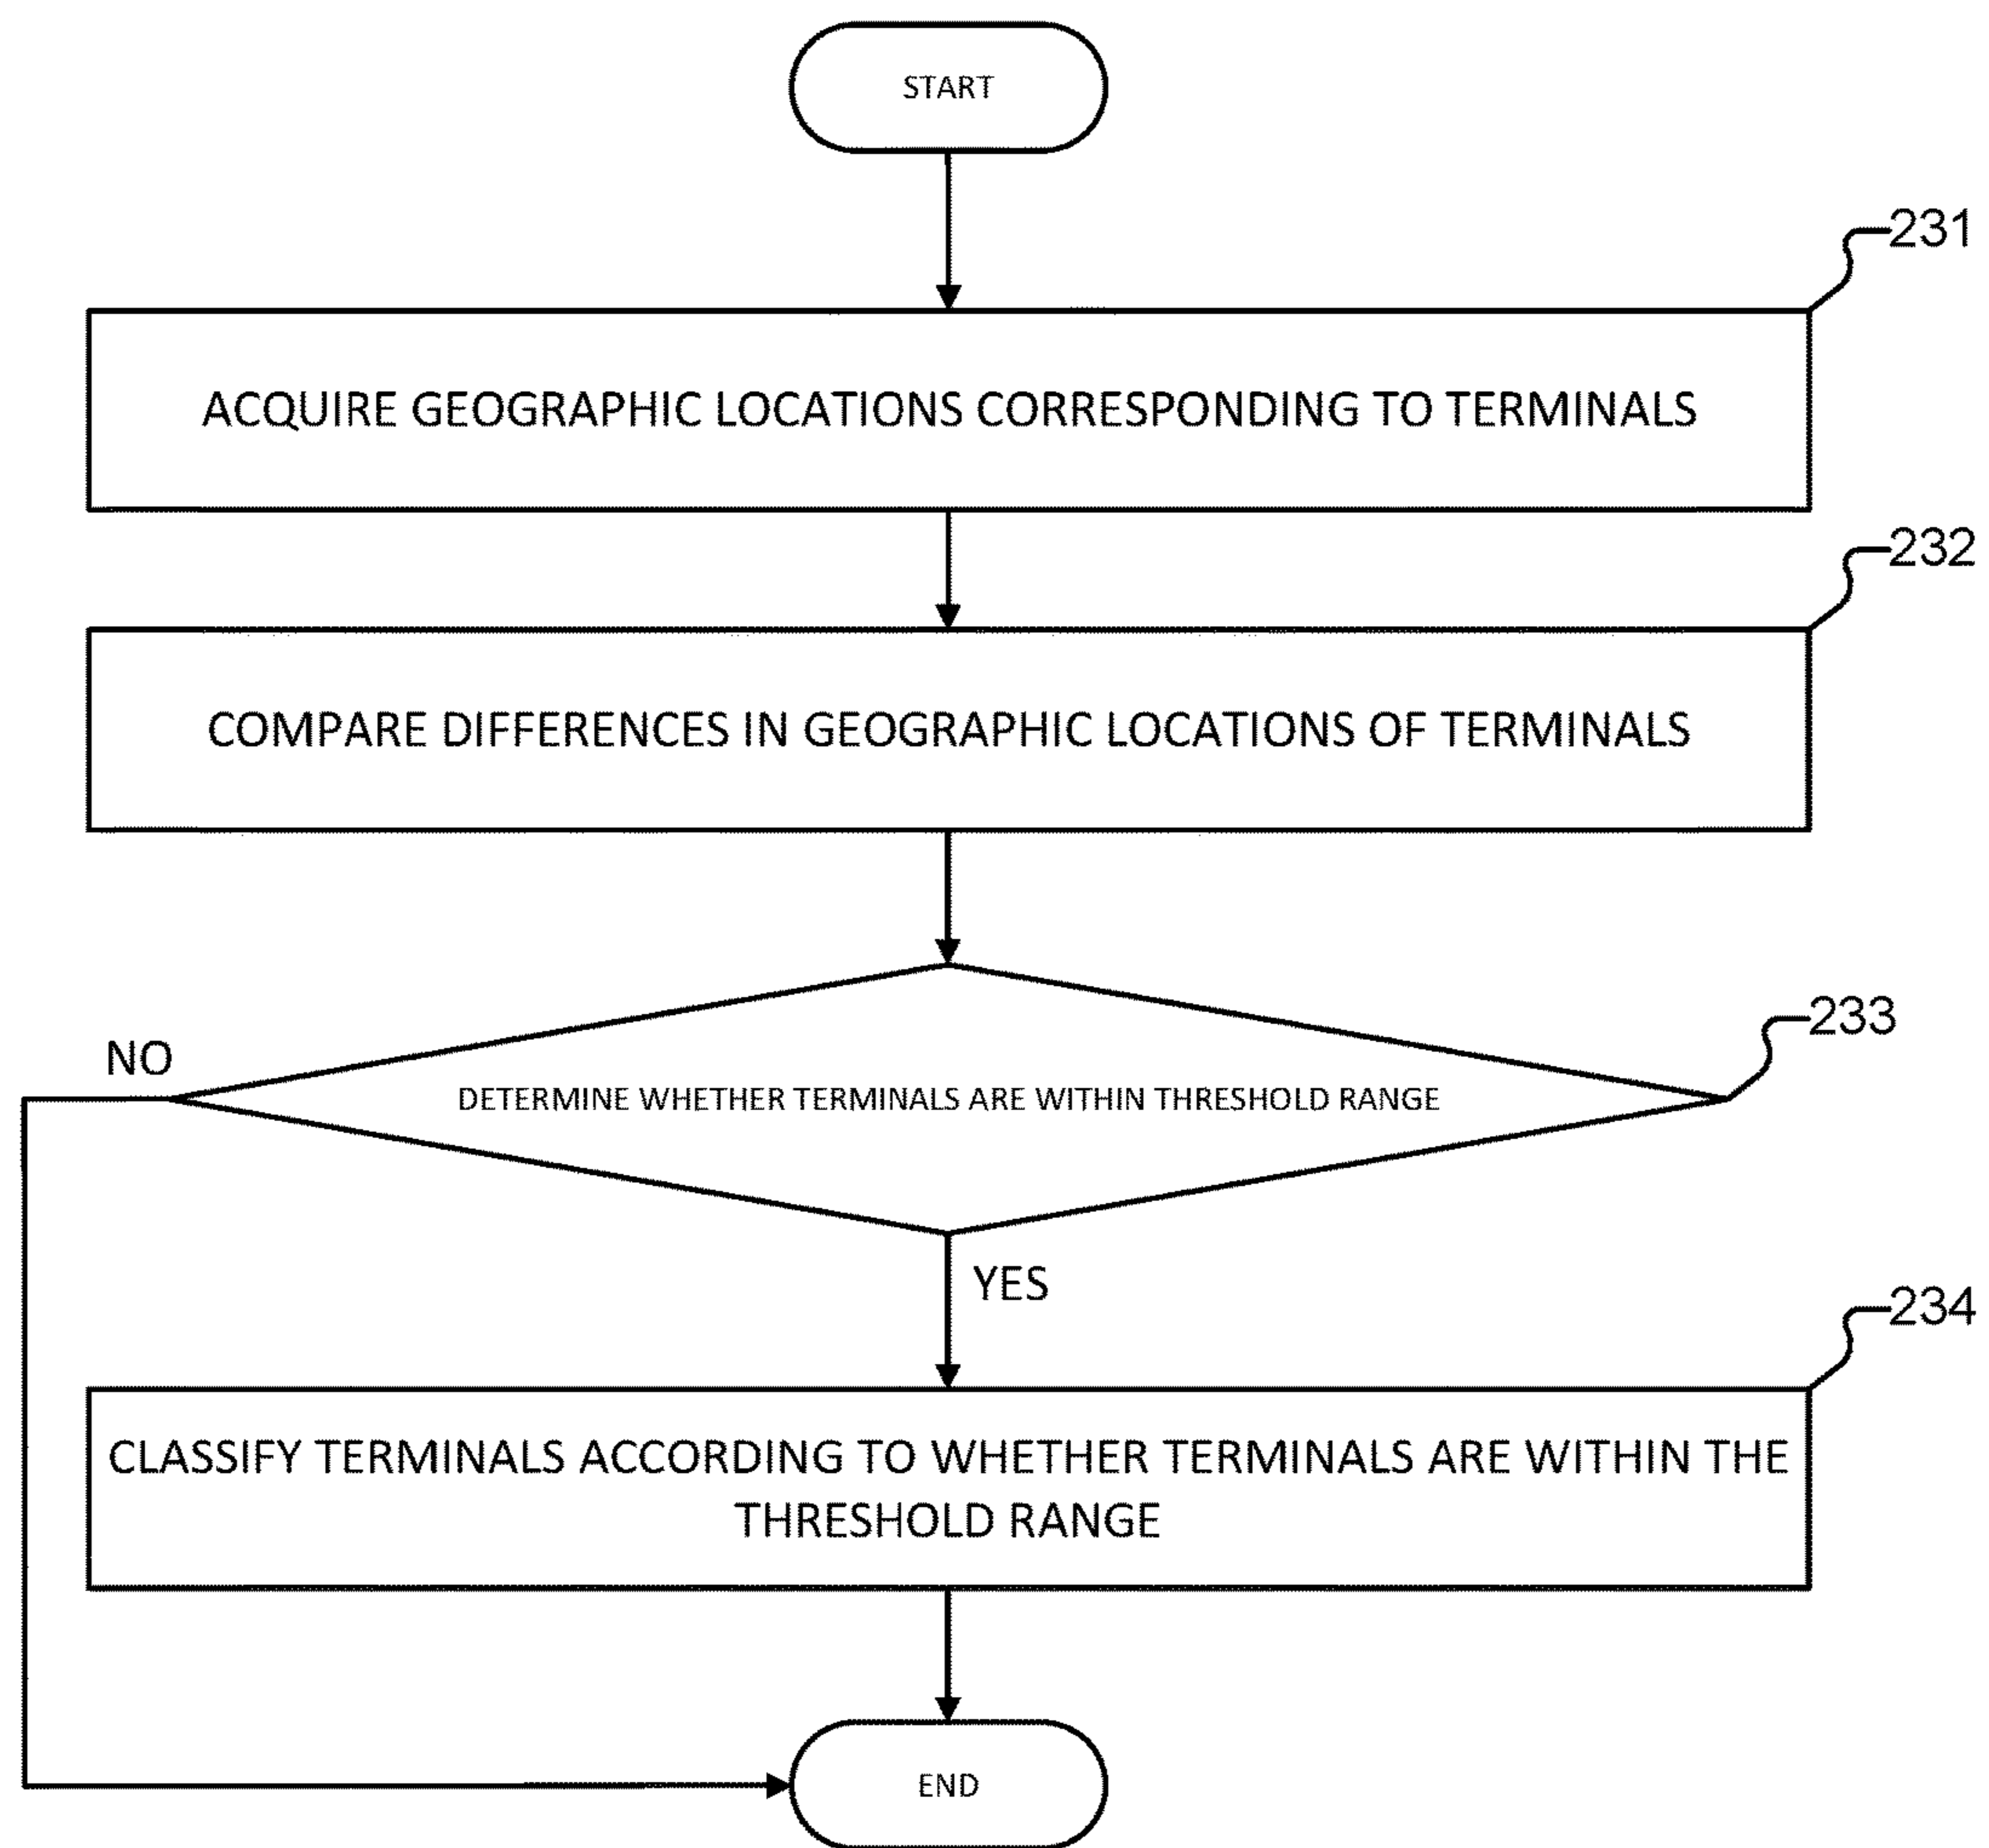 START
231
ACQUIRE GEOGRAPHIC LOCATIONS CORRESPONDING TO TERMINALS
232
COMPARE DIFFERENCES IN GEOGRAPHIC LOCATIONS OF TERMINALS
233
NO
DETERMINE WHETHER TERMINALS ARE WITHIN THRESHOLD RANGE
YES
234
CLASSIFY TERMINALS ACCORDING TO WHETHER TERMINALS ARE WITHIN THE
THRESHOLD RANGE
END